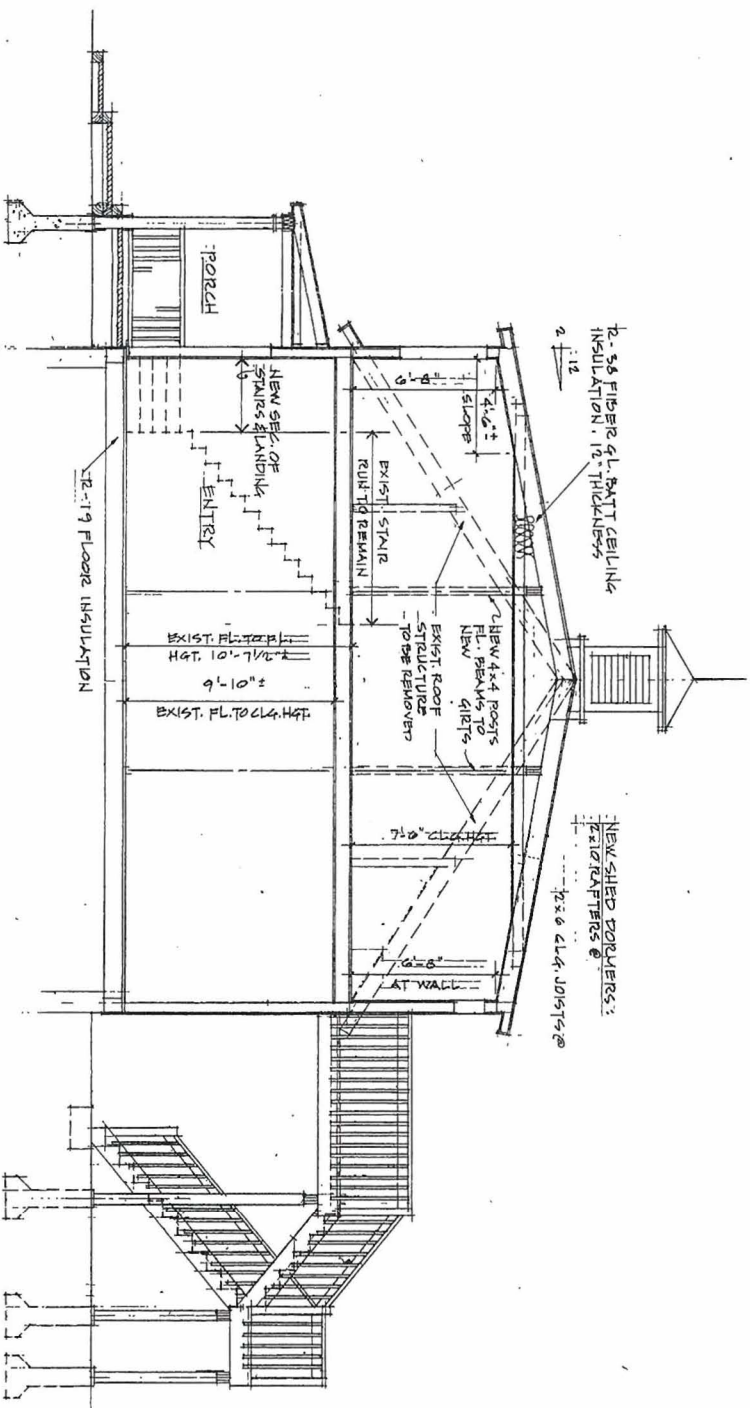 R-38 FIBER GL. BATT CEILING
INSULATION, 12" THICKNESS
12
2
NEW SHED DORMERS:
2x10 RAFTERS @
2x6 CLG. JOISTS @
4'-6" ±
SLOPE
6'-8"
NEW 4x4 POSTS
FL. BEAMS TO
NEW GIRTS
EXIST. ROOF
STRUCTURE
TO BE REMOVED
EXIST. STAIR
RUN TO REMAIN
7'-6" CLG. HGT.
6'-8"
AT WALL
PORCH
NEW SEC. OF
STAIRS & LANDING
ENTRY
EXIST. FL. TO FL.
HGT. 10'-7 1/2" ±
9'-10" ±
EXIST. FL. TO CLG. HGT.
R-19 FLOOR INSULATION